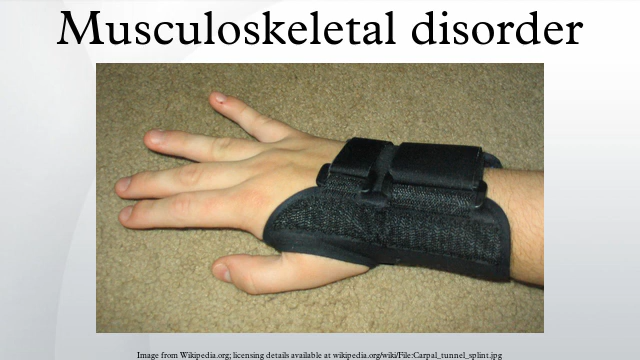 Musculoskeletal disorder
Image from Wikipedia.org; licensing details available at wikipedia.org/wiki/File:Carpal_tunnel_splint.jpg